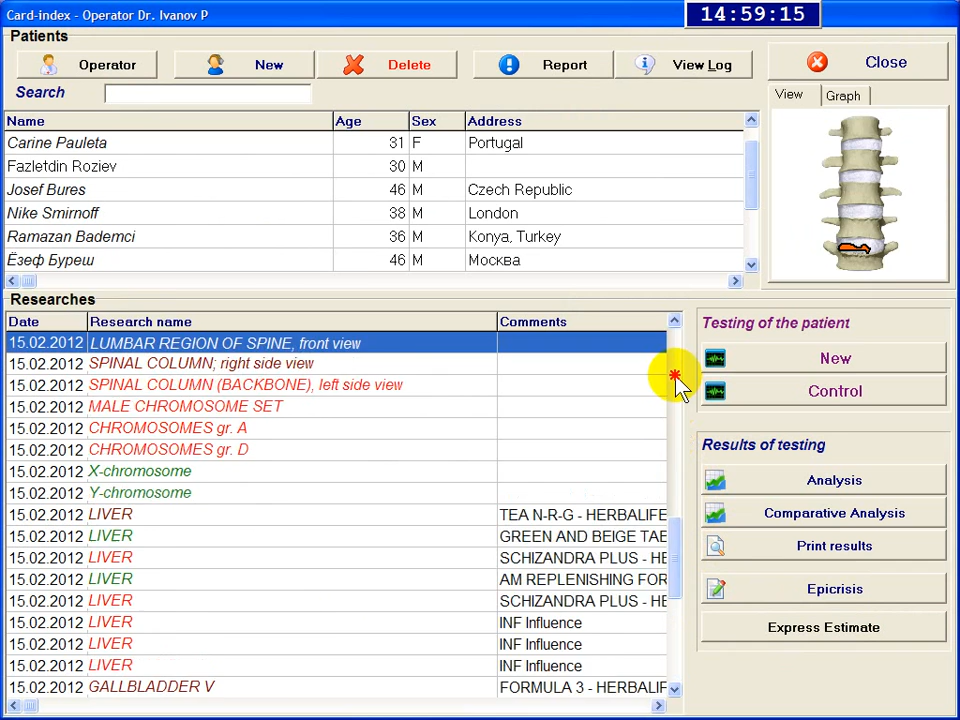 Card-index - Operator Dr. Ivanov P
14:59:15
Patients
Operator New Delete Report View Log Close
Search
View Graph
Name Age Sex Address
Carine Pauleta 31 F Portugal
Fazletdin Roziev 30 M
Josef Bures 46 M Czech Republic
Nike Smirnoff 38 M London
Ramazan Bademci 36 M Konya, Turkey
Ёзеф Буреш 46 M Москва
Researches
Date Research name Comments
15.02.2012 LUMBAR REGION OF SPINE, front view
15.02.2012 SPINAL COLUMN; right side view
15.02.2012 SPINAL COLUMN (BACKBONE), left side view
15.02.2012 MALE CHROMOSOME SET
15.02.2012 CHROMOSOMES gr. A
15.02.2012 CHROMOSOMES gr. D
15.02.2012 X-chromosome
15.02.2012 Y-chromosome
15.02.2012 LIVER TEA N-R-G - HERBALIFE
15.02.2012 LIVER GREEN AND BEIGE TAE
15.02.2012 LIVER SCHIZANDRA PLUS - HE
15.02.2012 LIVER AM REPLENISHING FOR
15.02.2012 LIVER SCHIZANDRA PLUS - HE
15.02.2012 LIVER INF Influence
15.02.2012 LIVER INF Influence
15.02.2012 LIVER INF Influence
15.02.2012 GALLBLADDER V FORMULA 3 - HERBALIF
Testing of the patient
New
Control
Results of testing
Analysis
Comparative Analysis
Print results
Epicrisis
Express Estimate